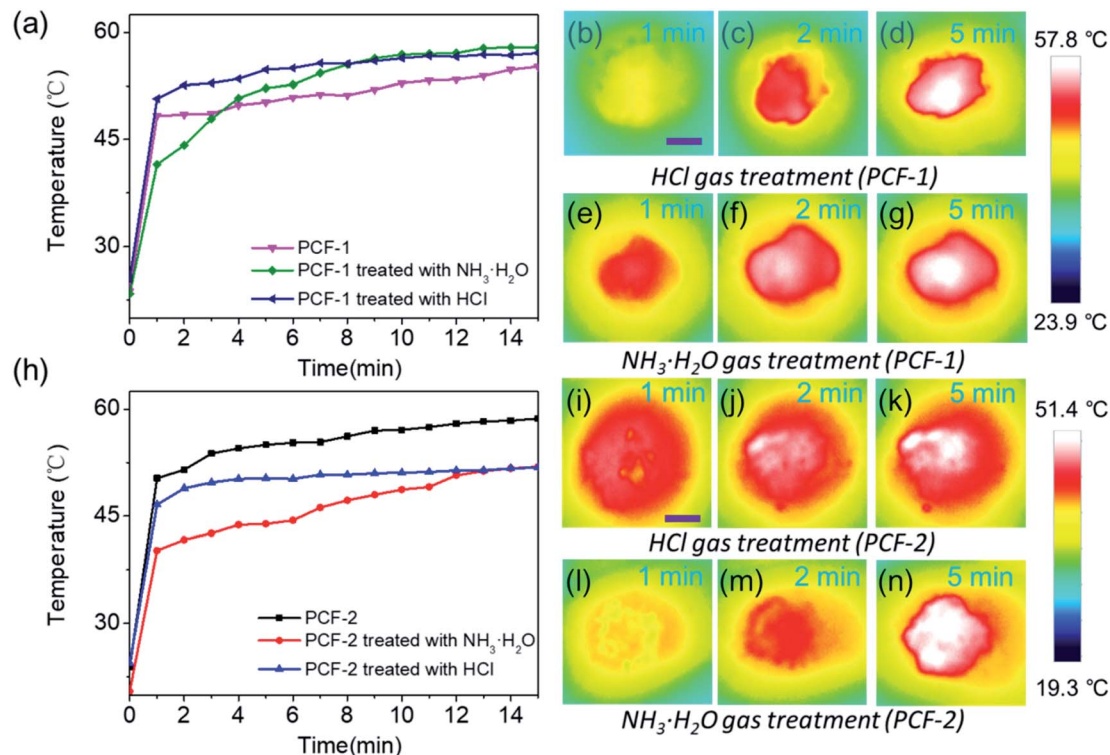 (a)
60
45
30
Temperature (℃)
PCF-1
PCF-1 treated with NH₃·H₂O
PCF-1 treated with HCl
0 2 4 6 8 10 12 14
Time(min)
(b) 1 min (c) 2 min (d) 5 min
HCl gas treatment (PCF-1)
(e) 1 min (f) 2 min (g) 5 min
NH₃·H₂O gas treatment (PCF-1)
57.8 ℃
23.9 ℃
(h)
60
45
30
Temperature (℃)
PCF-2
PCF-2 treated with NH₃·H₂O
PCF-2 treated with HCl
0 2 4 6 8 10 12 14
Time(min)
(i) 1 min (j) 2 min (k) 5 min
HCl gas treatment (PCF-2)
(l) 1 min (m) 2 min (n) 5 min
NH₃·H₂O gas treatment (PCF-2)
51.4 ℃
19.3 ℃